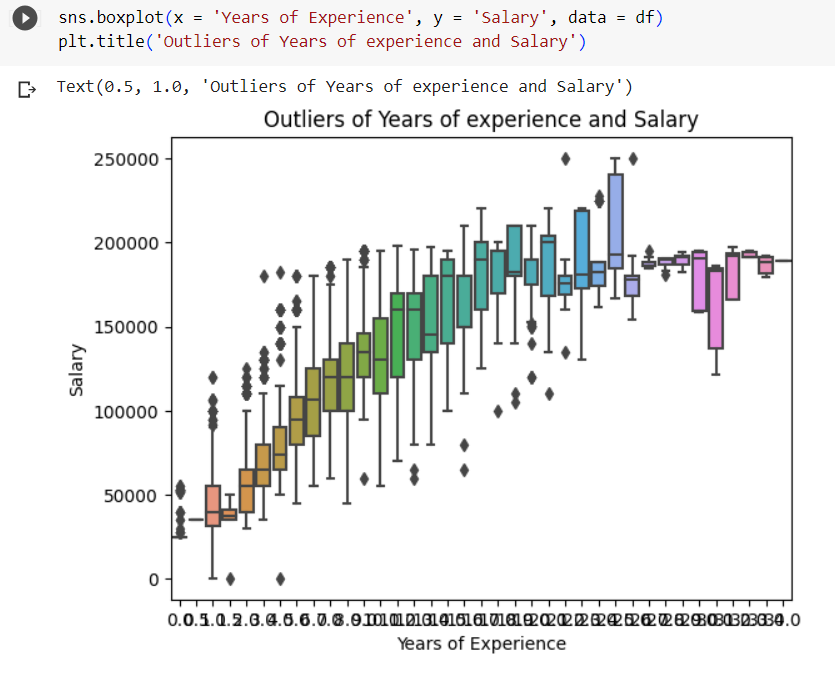 sns.boxplot(x = 'Years of Experience', y = 'Salary', data = df)
plt.title('Outliers of Years of experience and Salary')
Text(0.5, 1.0, 'Outliers of Years of experience and Salary')
Outliers of Years of experience and Salary
250000
200000
150000
100000
50000
0
Salary
Years of Experience